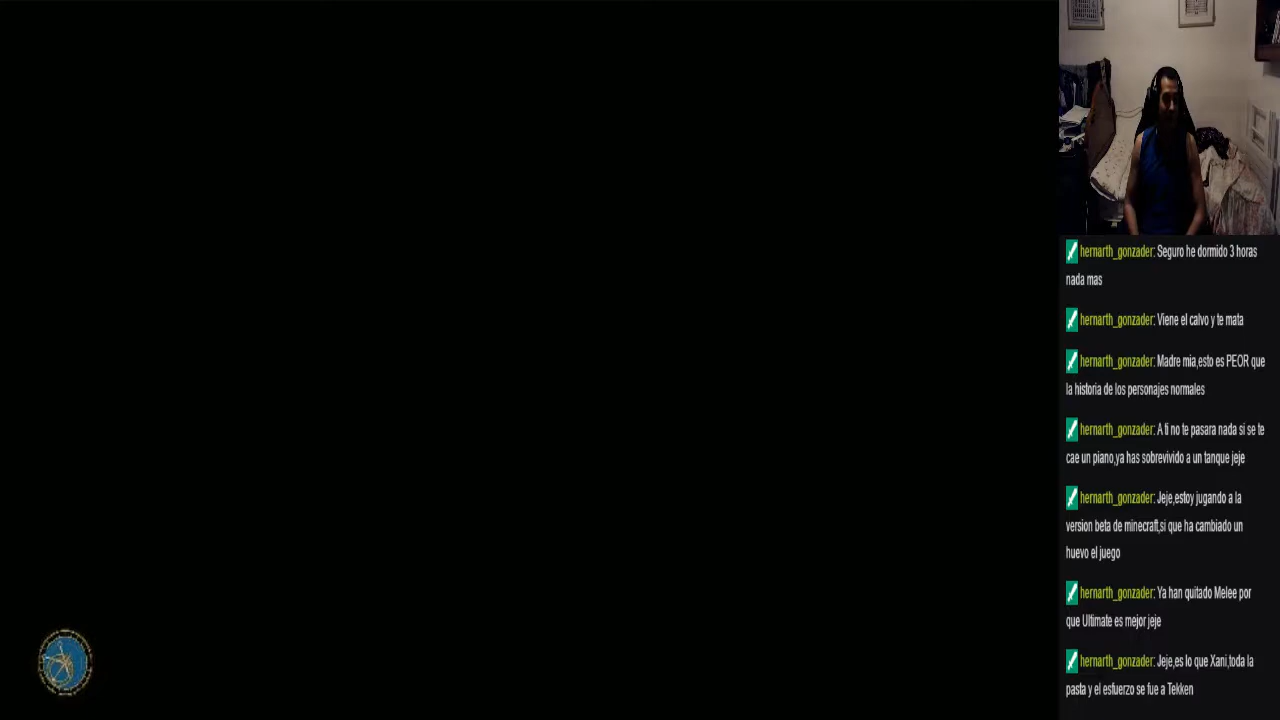 hernarth_gonzader: Seguro he dormido 3 horas
nada mas
hernarth_gonzader: Viene el calvo y te mata
hernarth_gonzader: Madre mia,esto es PEOR que
la historia de los personajes normales
hernarth_gonzader: A ti no te pasara nada si se te
cae un piano,ya has sobrevivido a un tanque jeje
hernarth_gonzader: Jeje,estoy jugando a la
version beta de minecraft,si que ha cambiado un
huevo el juego
hernarth_gonzader: Ya han quitado Melee por
que Ultimate es mejor jeje
hernarth_gonzader: Jeje,es lo que Xani,toda la
pasta y el esfuerzo se fue a Tekken